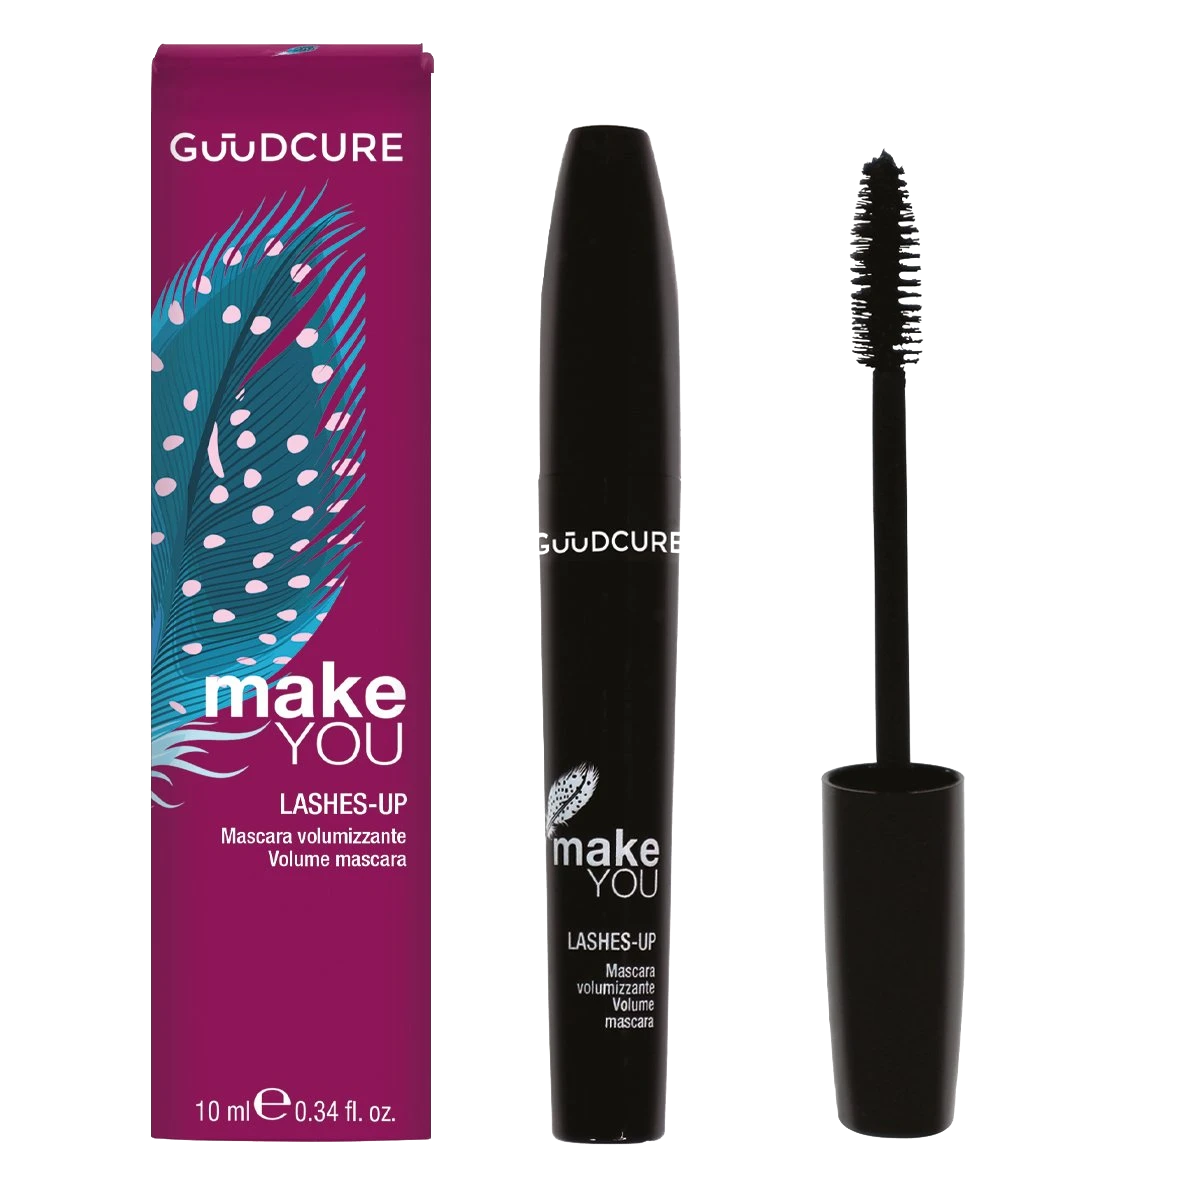 GUUDCURE
make
YOU
LASHES-UP
Mascara volumizzante
Volume mascara
10 ml ℮ 0.34 fl. oz.
GUUDCURE
make
YOU
LASHES-UP
Mascara
volumizzante
Volume
mascara